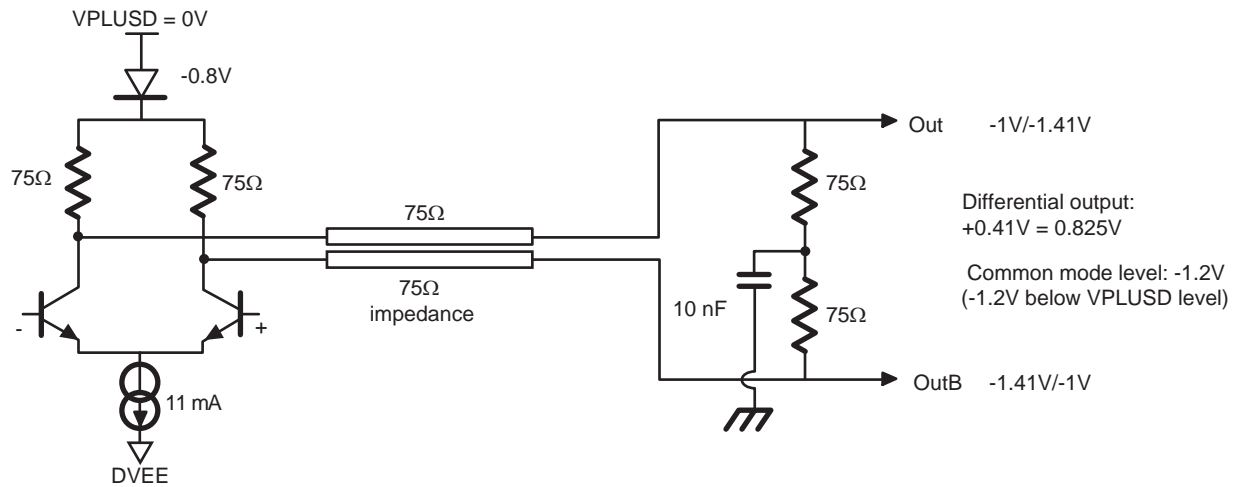 VPLUSD = 0V
-0.8V
75Ω
75Ω
75Ω
75Ω
impedance
-
+
11 mA
DVEE
10 nF
75Ω
75Ω
Out -1V/-1.41V
Differential output:
+0.41V = 0.825V
Common mode level: -1.2V
(-1.2V below VPLUSD level)
OutB -1.41V/-1V